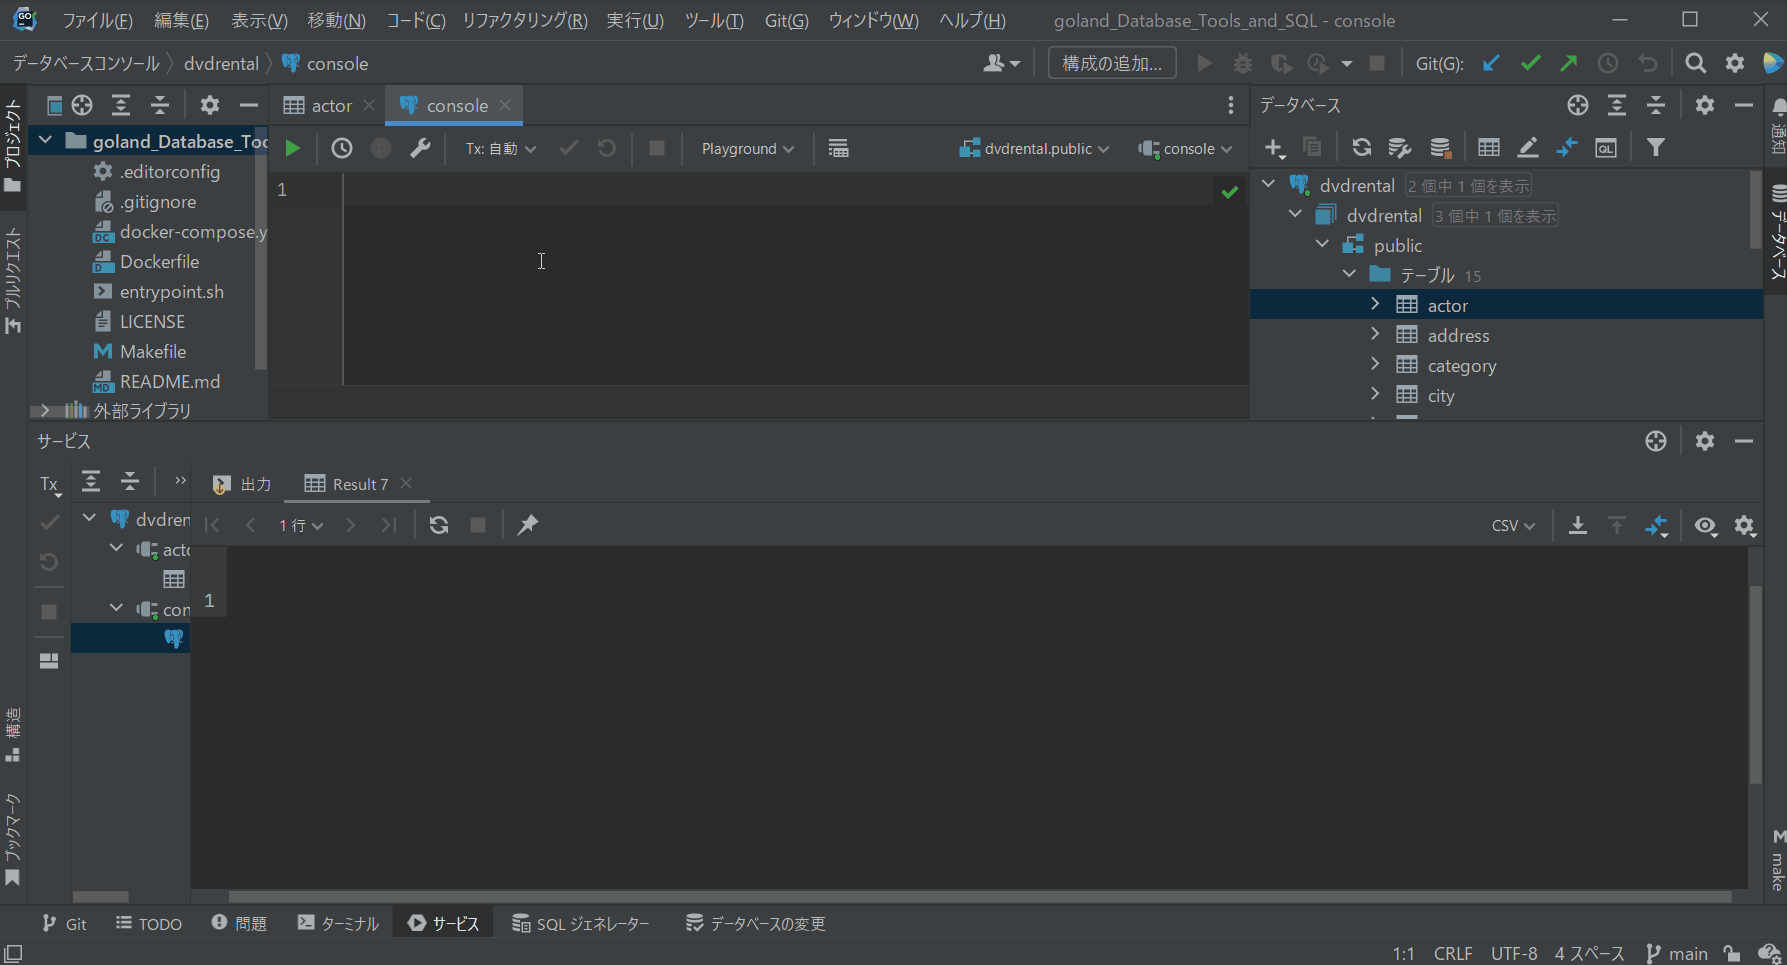 ファイル(F) 編集(E) 表示(V) 移動(N) コード(C) リファクタリング(R) 実行(U) ツール(T) Git(G) ウィンドウ(W) ヘルプ(H) goland_Database_Tools_and_SQL - console
データベースコンソール dvdrental console 構成の追加... Git(G):
プロジェクト
プルリクエスト
構造
ブックマーク
goland_Database_Too
.editorconfig
.gitignore
docker-compose.y
Dockerfile
entrypoint.sh
LICENSE
Makefile
README.md
外部ライブラリ
actor console
Tx: 自動 Playground dvdrental.public console
1
データベース
dvdrental 2 個中 1 個を表示
dvdrental 3 個中 1 個を表示
public
テーブル 15
actor
address
category
city
通知
データベース
make
サービス
Tx
dvdren
acto
con
出力 Result 7
1 行 CSV
1
Git TODO 問題 ターミナル サービス SQL ジェネレーター データベースの変更
1:1 CRLF UTF-8 4 スペース main